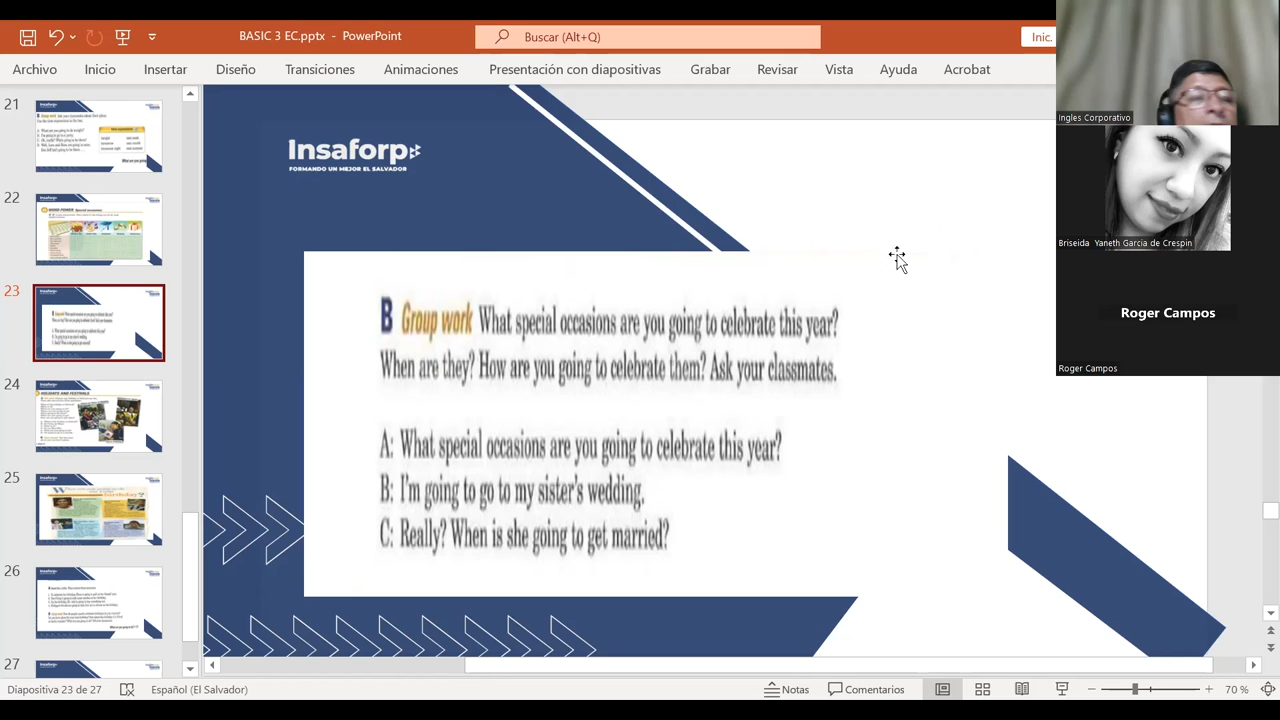 BASIC 3 EC.pptx - PowerPoint
Buscar (Alt+Q)
Inic.
Archivo Inicio Insertar Diseño Transiciones Animaciones Presentación con diapositivas Grabar Revisar Vista Ayuda Acrobat
21
22
23
24
25
26
27
Insaforp
FORMANDO UN MEJOR EL SALVADOR
B Group work What special occasions are you going to celebrate this year?
When are they? How are you going to celebrate them? Ask your classmates.
A: What special occasions are you going to celebrate this year?
B: I'm going to go to my sister's wedding.
C: Really? When is she going to get married?
Ingles Corporativo
Briseida Yaneth Garcia de Crespin
Roger Campos
Roger Campos
Diapositiva 23 de 27 Español (El Salvador) Notas Comentarios 70 %